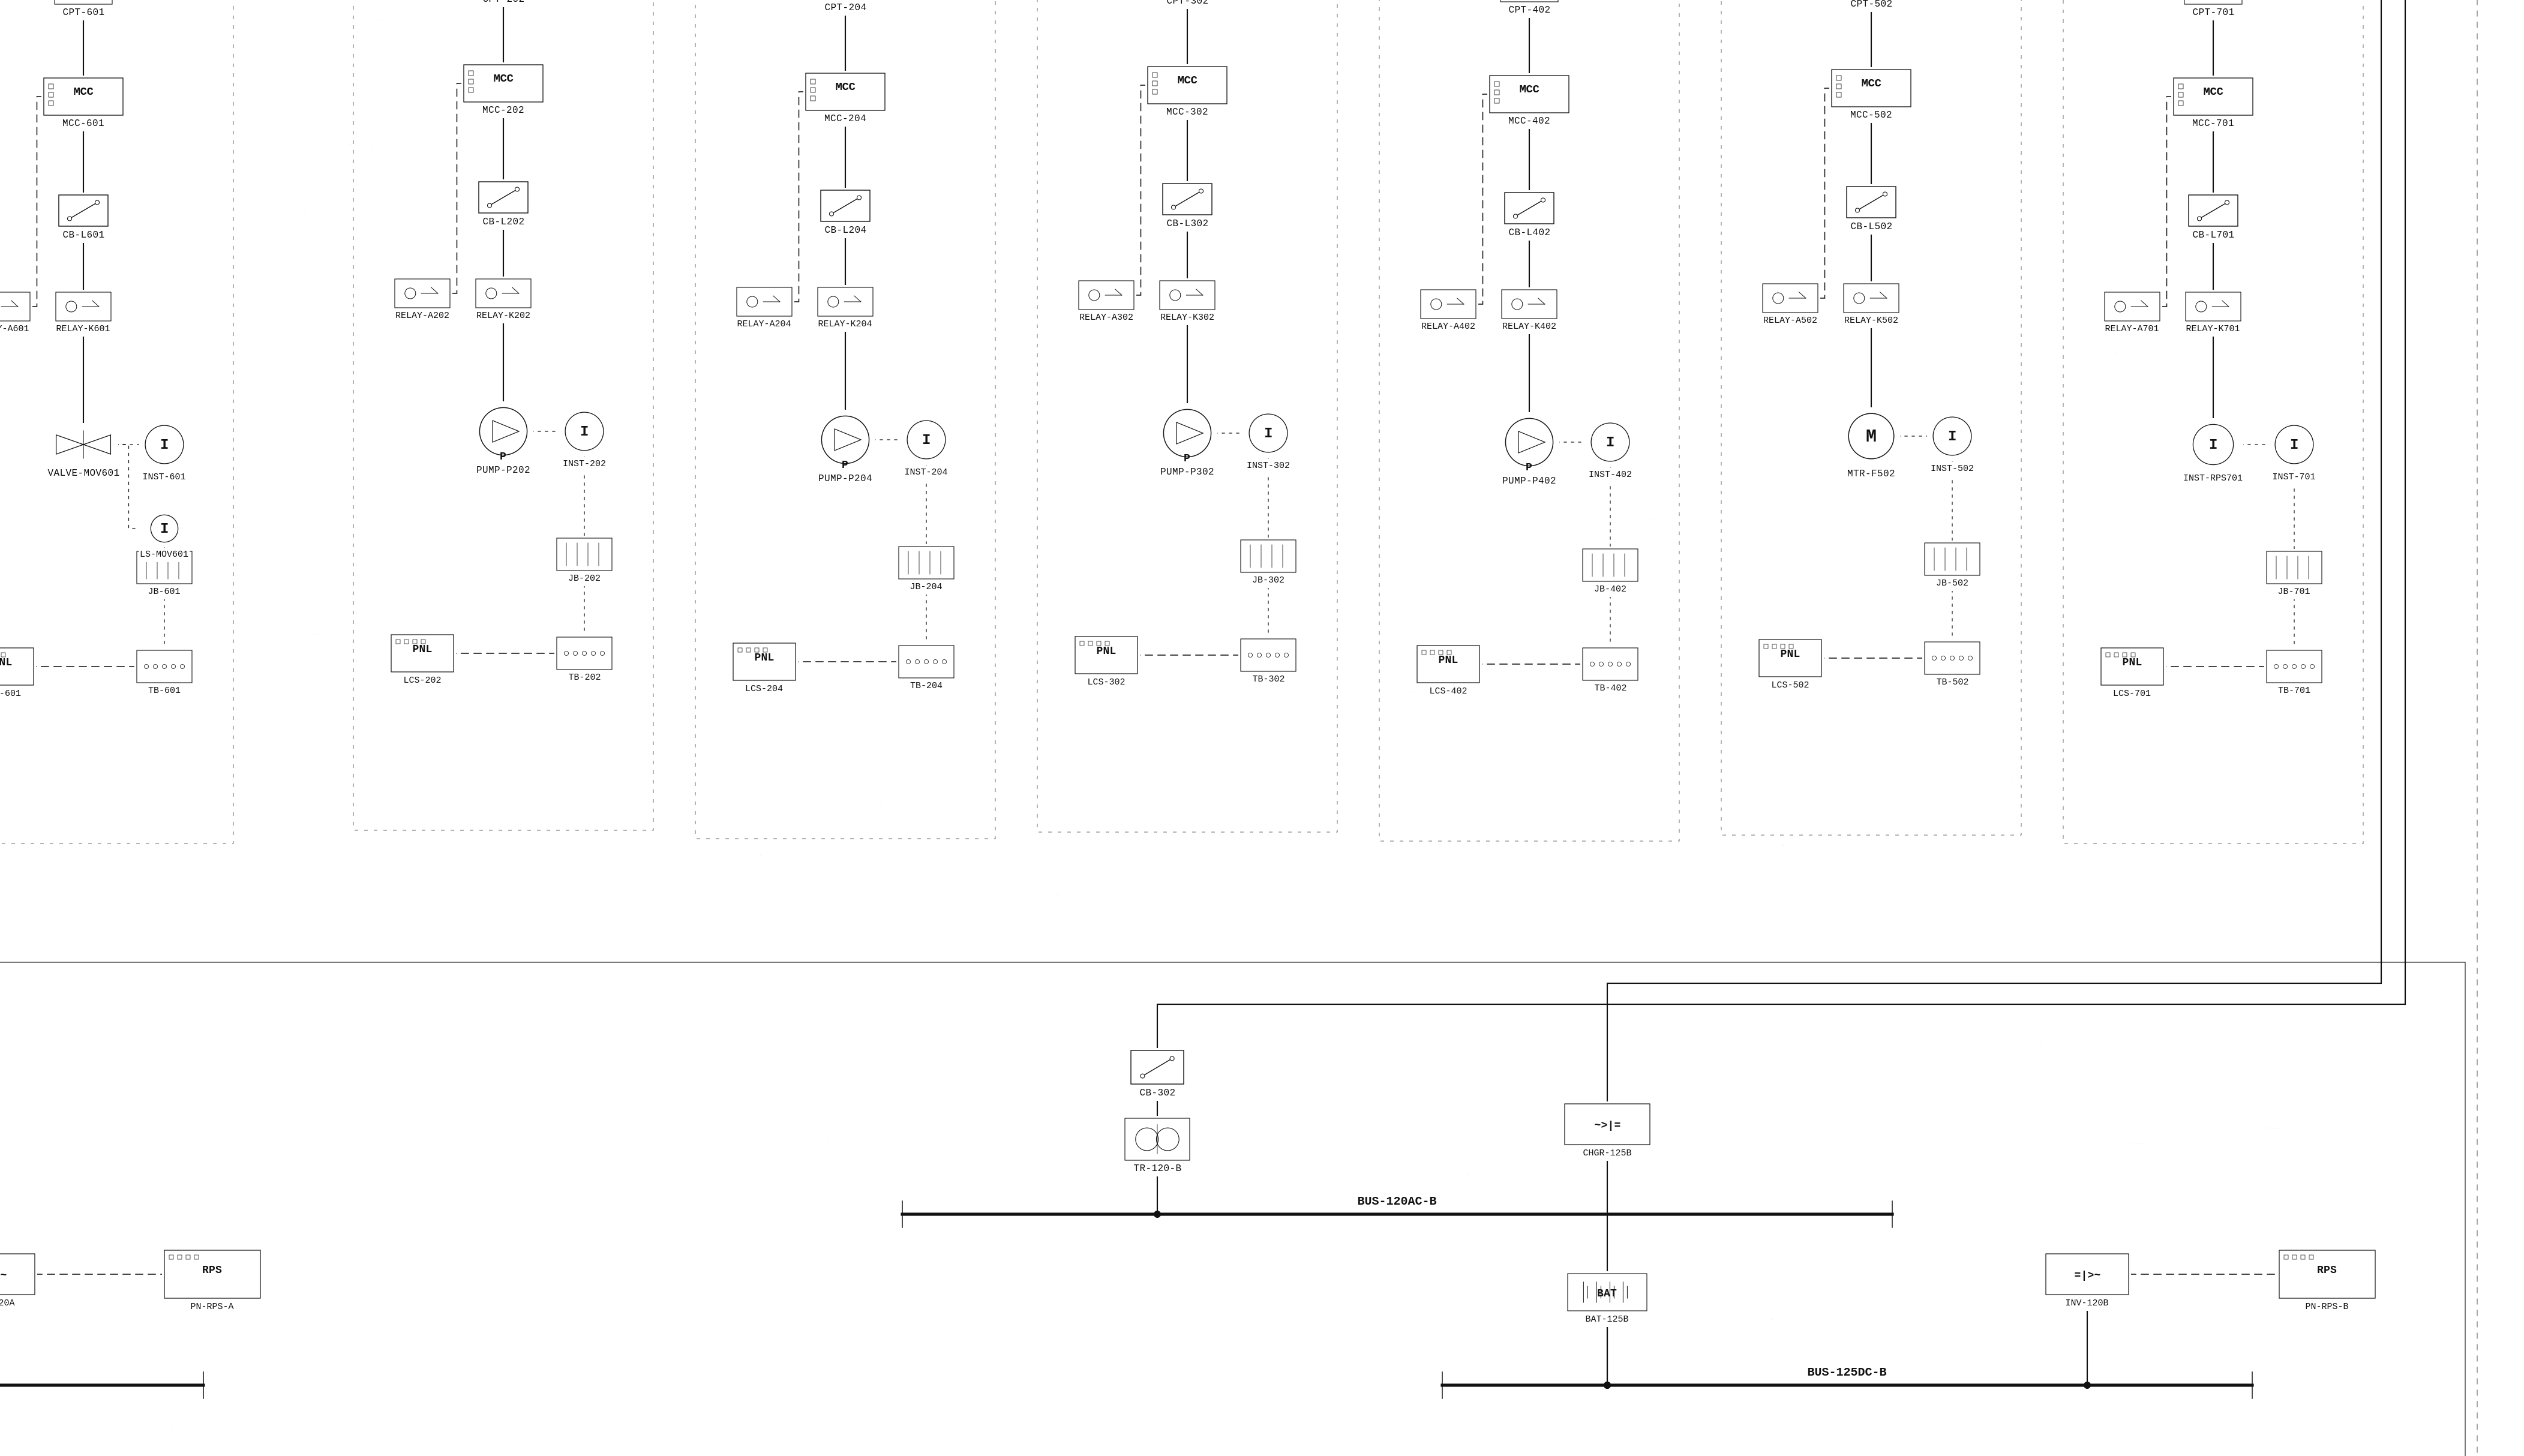 CPT-601
MCC
MCC-601
CB-L601
RELAY-K601
VALVE-MOV601
I
INST-601
I
LS-MOV601
JB-601
TB-601
MCC
MCC-202
CB-L202
RELAY-A202
RELAY-K202
P
PUMP-P202
I
INST-202
JB-202
PNL
LCS-202
TB-202
CPT-204
MCC
MCC-204
CB-L204
RELAY-A204
RELAY-K204
P
PUMP-P204
I
INST-204
JB-204
PNL
LCS-204
TB-204
CPT-302
MCC
MCC-302
CB-L302
RELAY-A302
RELAY-K302
P
PUMP-P302
I
INST-302
JB-302
PNL
LCS-302
TB-302
CPT-402
MCC
MCC-402
CB-L402
RELAY-A402
RELAY-K402
P
PUMP-P402
I
INST-402
JB-402
PNL
LCS-402
TB-402
CPT-502
MCC
MCC-502
CB-L502
RELAY-A502
RELAY-K502
M
MTR-F502
I
INST-502
JB-502
PNL
LCS-502
TB-502
CPT-701
MCC
MCC-701
CB-L701
RELAY-A701
RELAY-K701
I
INST-RPS701
I
INST-701
JB-701
PNL
LCS-701
TB-701
CB-302
TR-120-B
~>|=
CHGR-125B
BUS-120AC-B
RPS
PN-RPS-A
BAT
BAT-125B
=|>~
INV-120B
RPS
PN-RPS-B
BUS-125DC-B